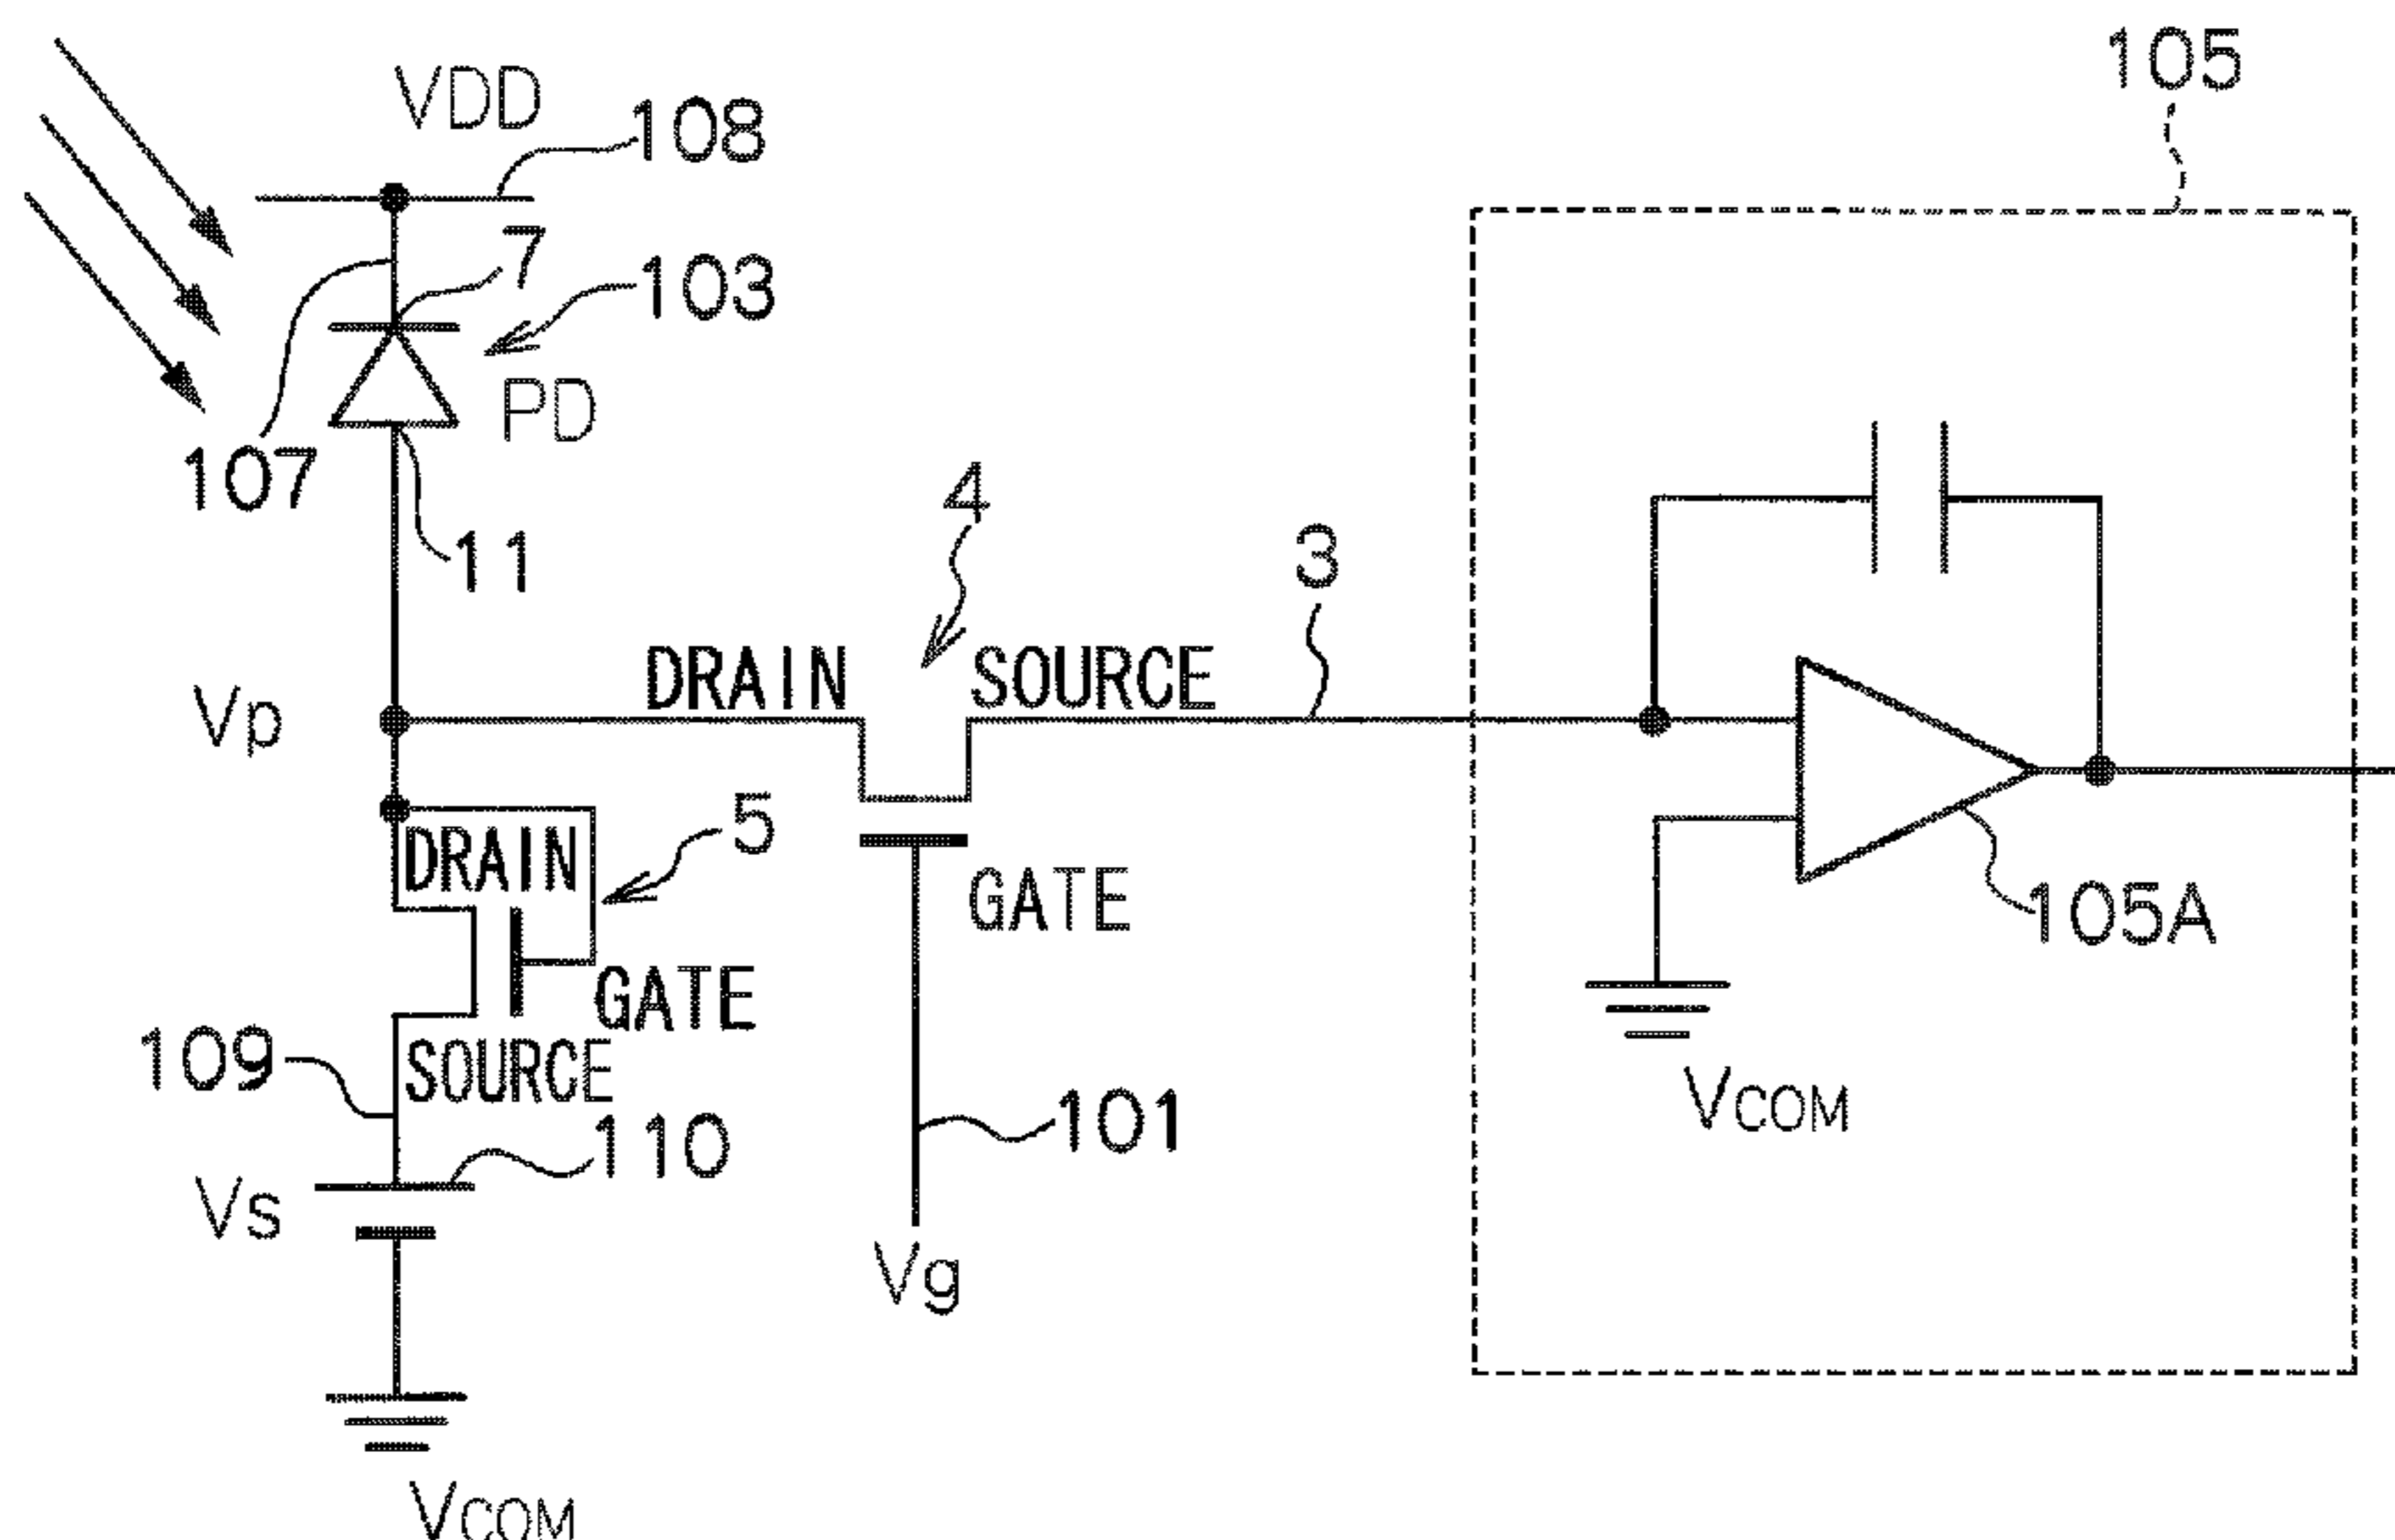 105
VDD
108
7
103
PD
107
11
4
3
DRAIN
SOURCE
Vp
5
DRAIN
GATE
105A
GATE
109
SOURCE
110
101
VCOM
Vs
Vg
VCOM